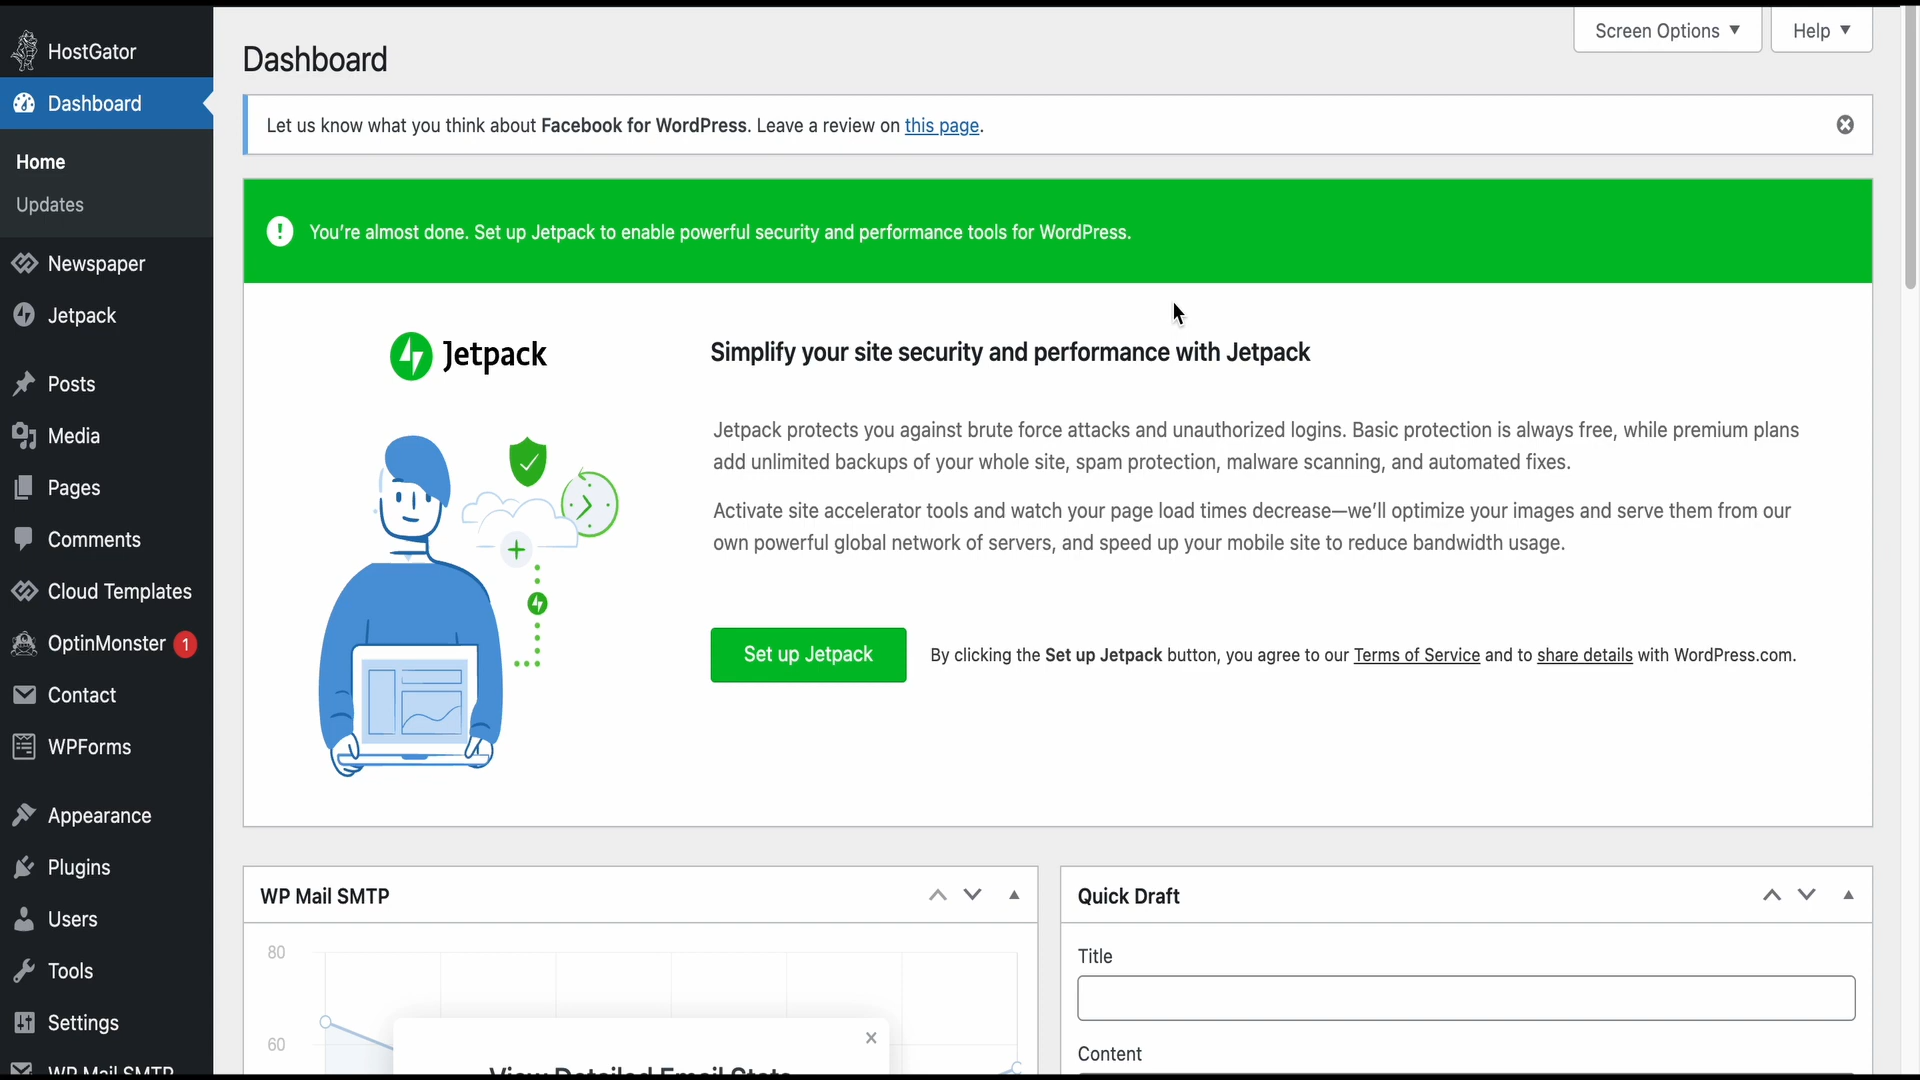 HostGator
Dashboard
Home
Updates
Newspaper
Jetpack
Posts
Media
Pages
Comments
Cloud Templates
OptinMonster 1
Contact
WPForms
Appearance
Plugins
Users
Tools
Settings
WP Mail SMTP
Screen Options ▼
Help ▼
Dashboard
Let us know what you think about Facebook for WordPress. Leave a review on this page.
You're almost done. Set up Jetpack to enable powerful security and performance tools for WordPress.
Jetpack
Simplify your site security and performance with Jetpack
Jetpack protects you against brute force attacks and unauthorized logins. Basic protection is always free, while premium plans
add unlimited backups of your whole site, spam protection, malware scanning, and automated fixes.
Activate site accelerator tools and watch your page load times decrease—we'll optimize your images and serve them from our
own powerful global network of servers, and speed up your mobile site to reduce bandwidth usage.
Set up Jetpack
By clicking the Set up Jetpack button, you agree to our Terms of Service and to share details with WordPress.com.
WP Mail SMTP
80
60
View Detailed Email Stats
Quick Draft
Title
Content